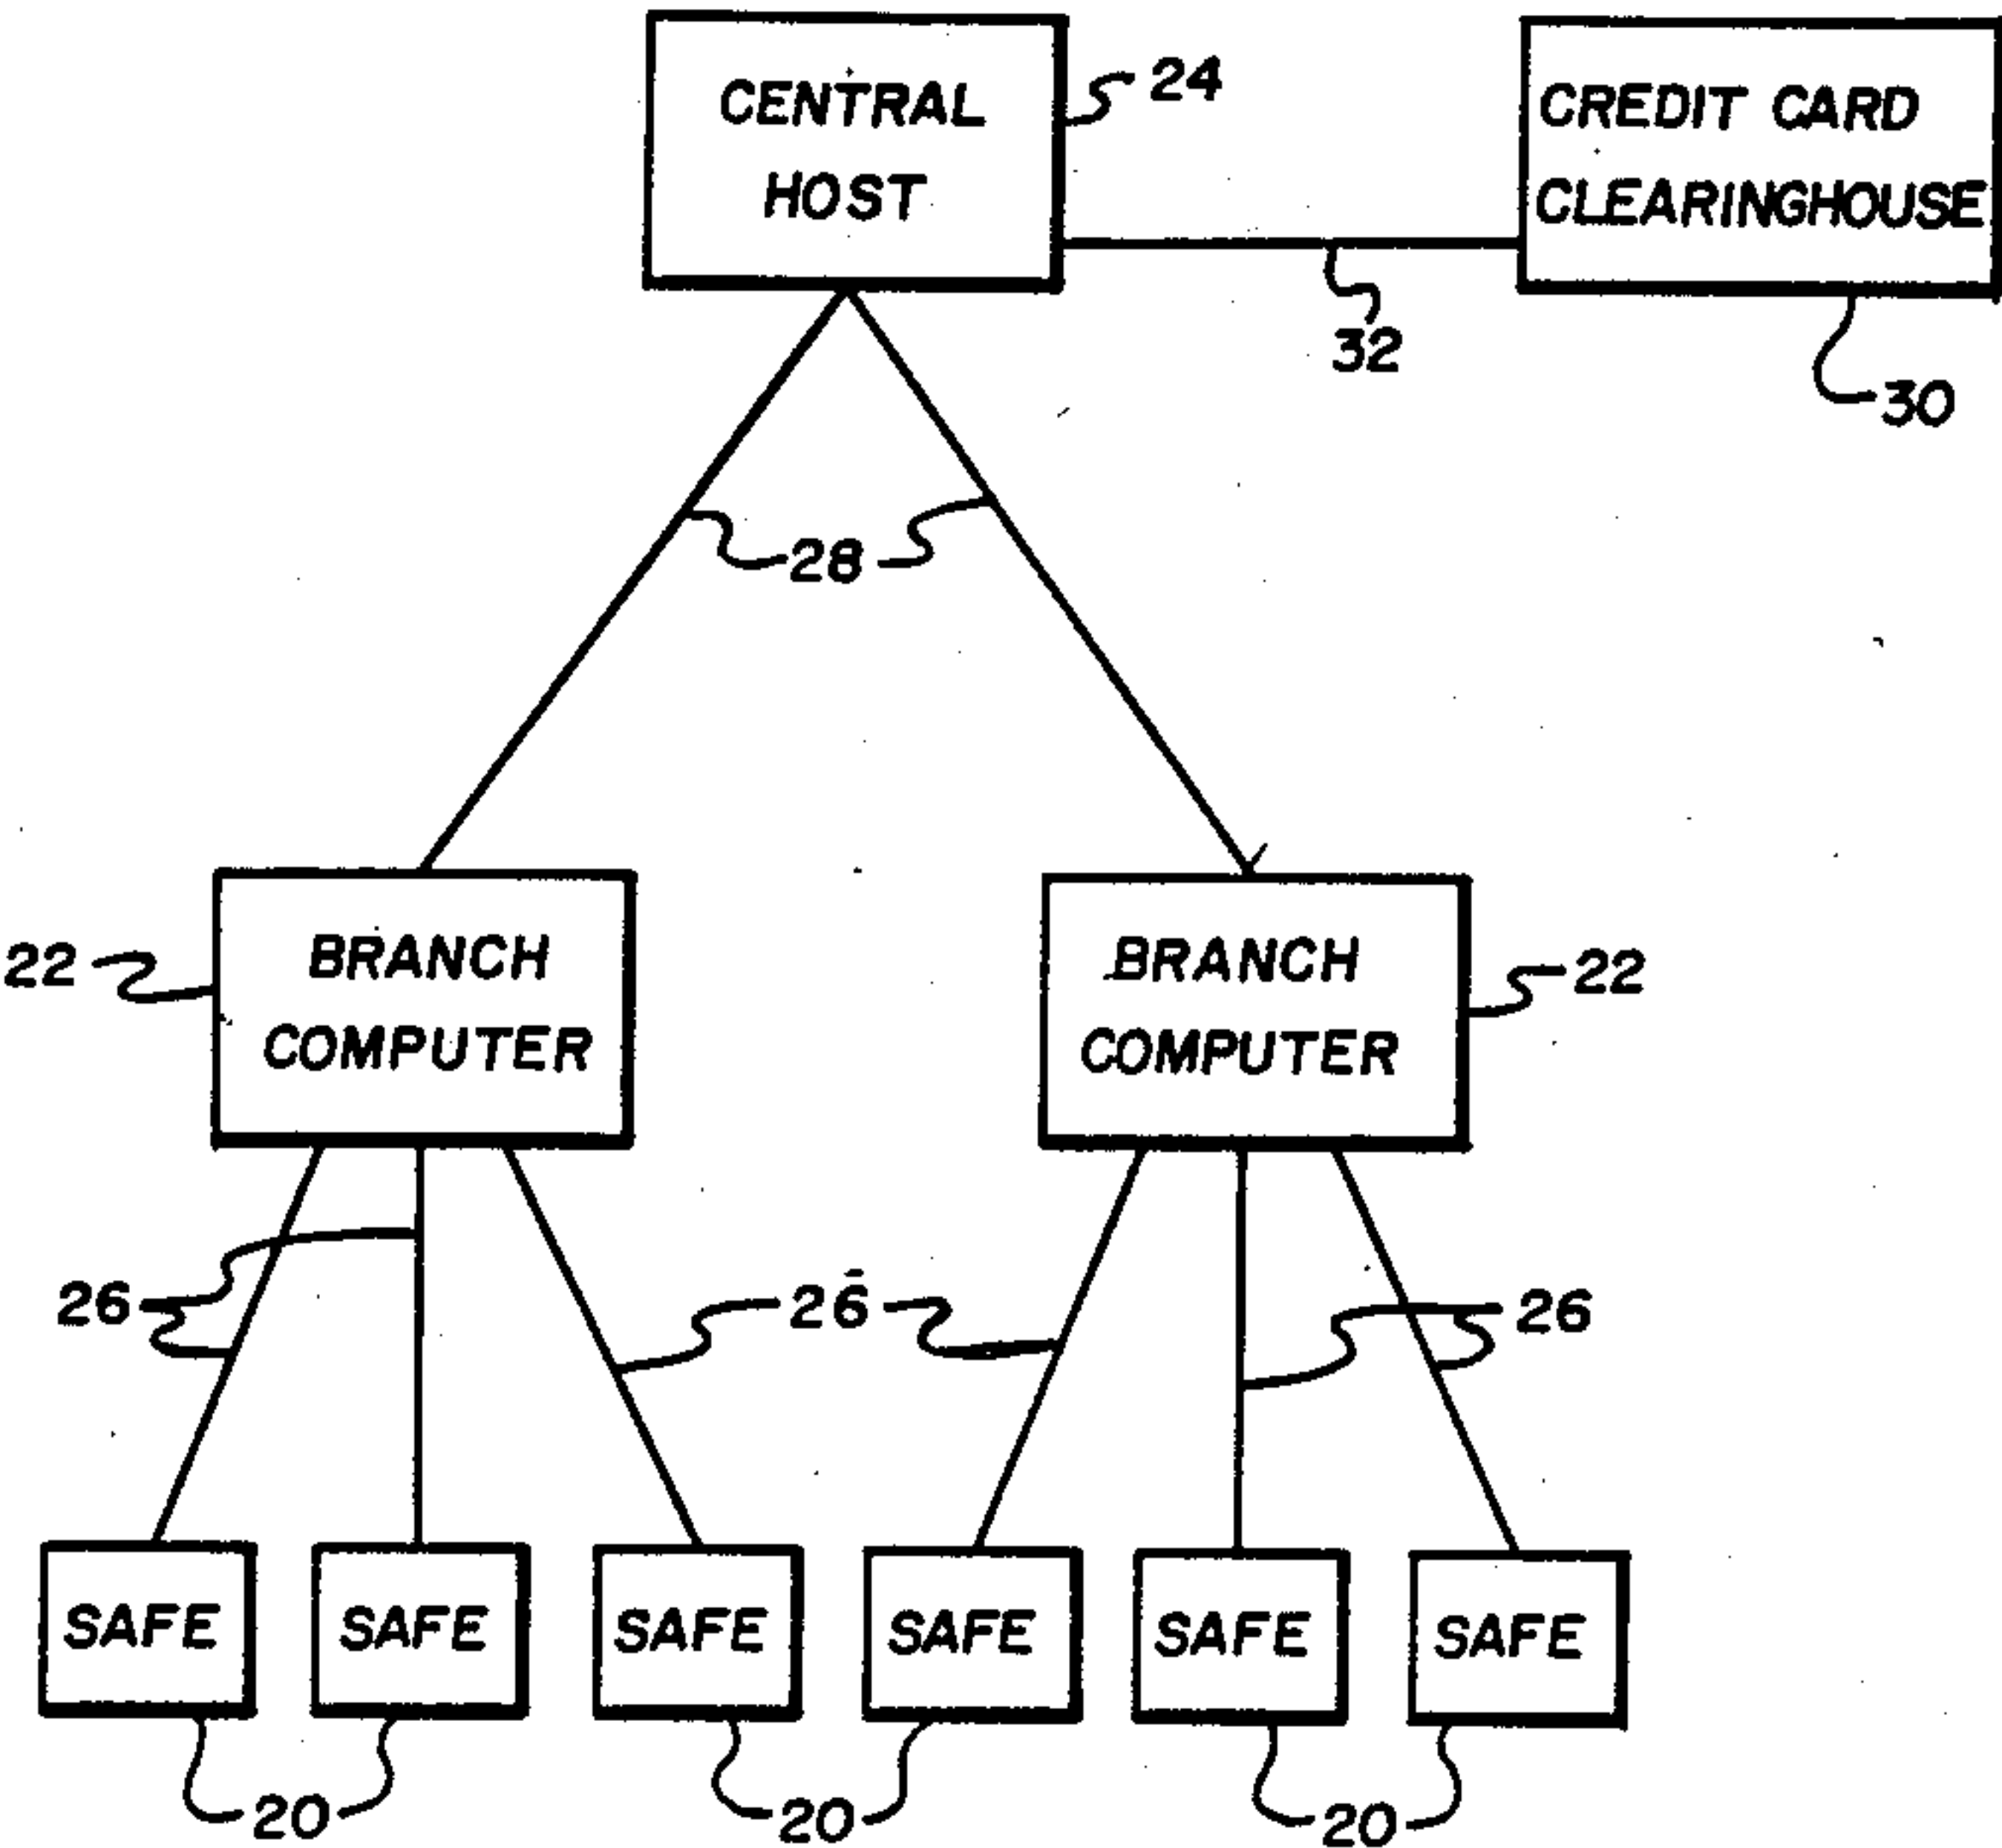 CENTRAL
HOST
24
CREDIT CARD
CLEARINGHOUSE
32
30
28
22
BRANCH
COMPUTER
BRANCH
COMPUTER
22
26
26
26
SAFE
SAFE
SAFE
SAFE
SAFE
SAFE
20
20
20